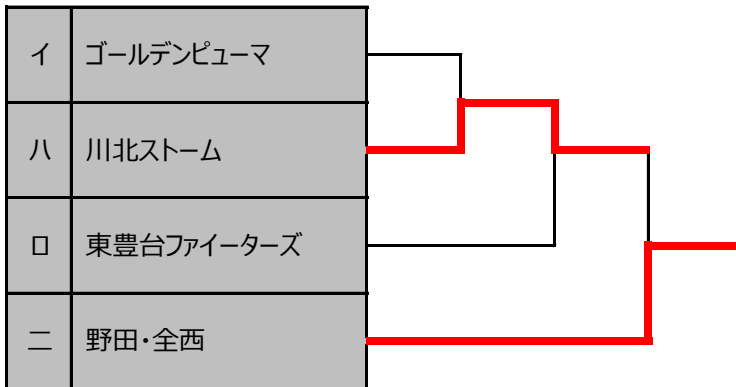 イ ゴールデンピューマ
ハ 川北ストーム
ロ 東豊台ファイーターズ
ニ 野田・全西